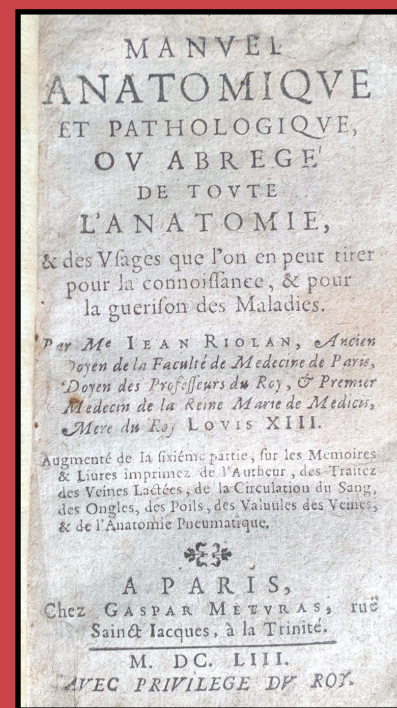 MANVEL
ANATOMIQVE
ET PATHOLOGIQVE,
OV ABREGE'
DE TOVTE
L'ANATOMIE,
& des Vſages que l'on en peut tirer
pour la connoiſſance, & pour
la gueriſon des Maladies.
Par Me IEAN RIOLAN, Ancien
Doyen de la Faculté de Medecine de Paris,
Doyen des Profeſſeurs du Roy, & Premier
Medecin de la Reine Marie de Medicis,
Mere du Roy LOVIS XIII.
Augmenté de la ſixiéme partie, ſur les Memoires
& Liures imprimez de l'Autheur, des Traitez
des Veines Lactées, de la Circulation du Sang,
des Ongles, des Poils, des Valuules des Veines,
& de l'Anatomie Pneumatique.
A PARIS,
Chez GASPAR METVRAS, ruë
Sainct Iacques, à la Trinité.
M. DC. LIII.
AVEC PRIVILEGE DV ROY.